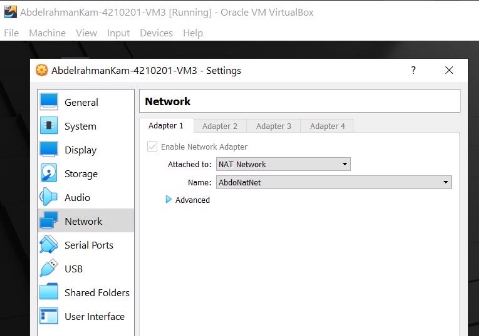 AbdelrahmanKam-4210201-VM3 [Running] - Oracle VM VirtualBox
File Machine View Input Devices Help
AbdelrahmanKam-4210201-VM3 - Settings ? ×
General
System
Display
Storage
Audio
Network
Serial Ports
USB
Shared Folders
User Interface
Network
Adapter 1 Adapter 2 Adapter 3 Adapter 4
Enable Network Adapter
Attached to: NAT Network
Name: AbdoNatNet
Advanced